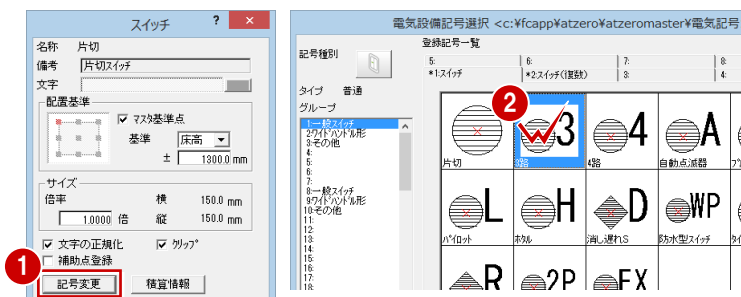 スイッチ ? ×
名称 片切
備考 片切スイッチ
文字
配置基準
マスタ基準点
基準 床高
± 1300.0 mm
サイズ
倍率 横 150.0 mm
1.0000 倍 縦 150.0 mm
文字の正規化 クリップ
補助点登録
1
記号変更 積算情報
電気設備記号選択 <c:¥fcapp¥atzero¥atzeromaster¥電気記号
記号種別
タイプ 普通
グループ
1:一般スイッチ
2:ワイドハンドル形
3:その他
4:
5:
6:
7:
8:一般スイッチ
9:ワイドハンドル形
10:その他
11:
12:
13:
14:
15:
16:
17:
18:
登録記号一覧
5: 6: 7: 8:
*1:スイッチ *2:スイッチ(複数) 3: 4:
2
3 4 A
片切 3路 4路 自動点滅器
L H D WP
パイロット ホタル 消し遅れS 防水型スイッチ
R 2P EX